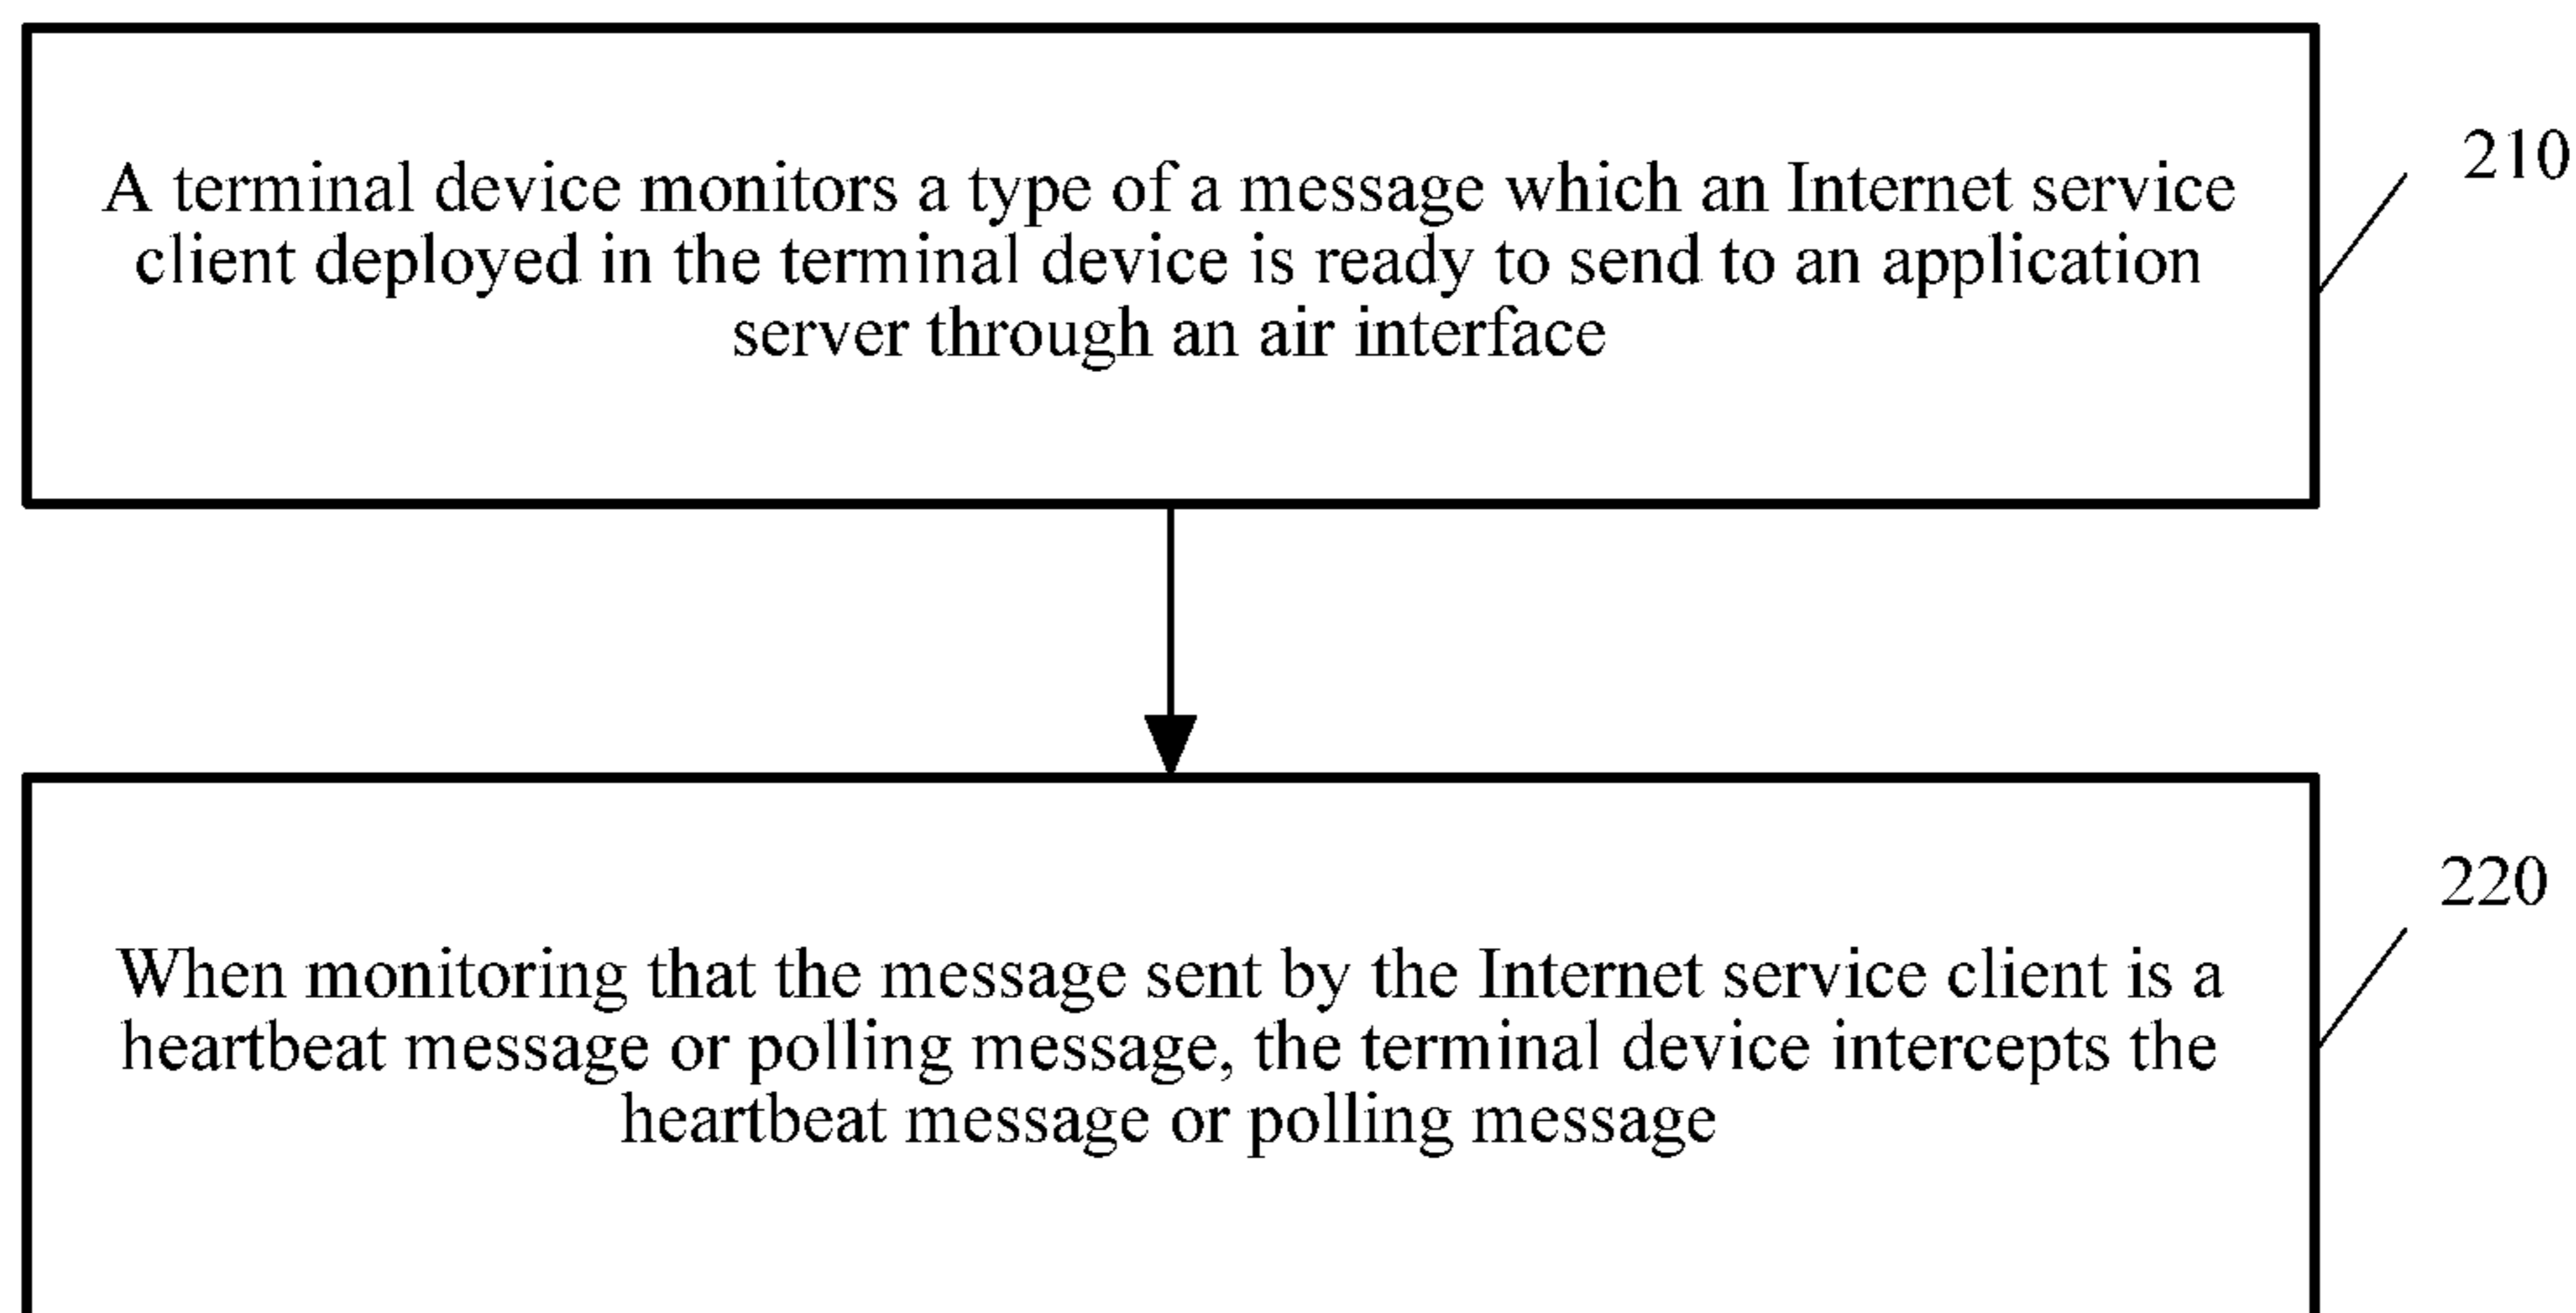 A terminal device monitors a type of a message which an Internet service
client deployed in the terminal device is ready to send to an application
server through an air interface
210
When monitoring that the message sent by the Internet service client is a
heartbeat message or polling message, the terminal device intercepts the
heartbeat message or polling message
220